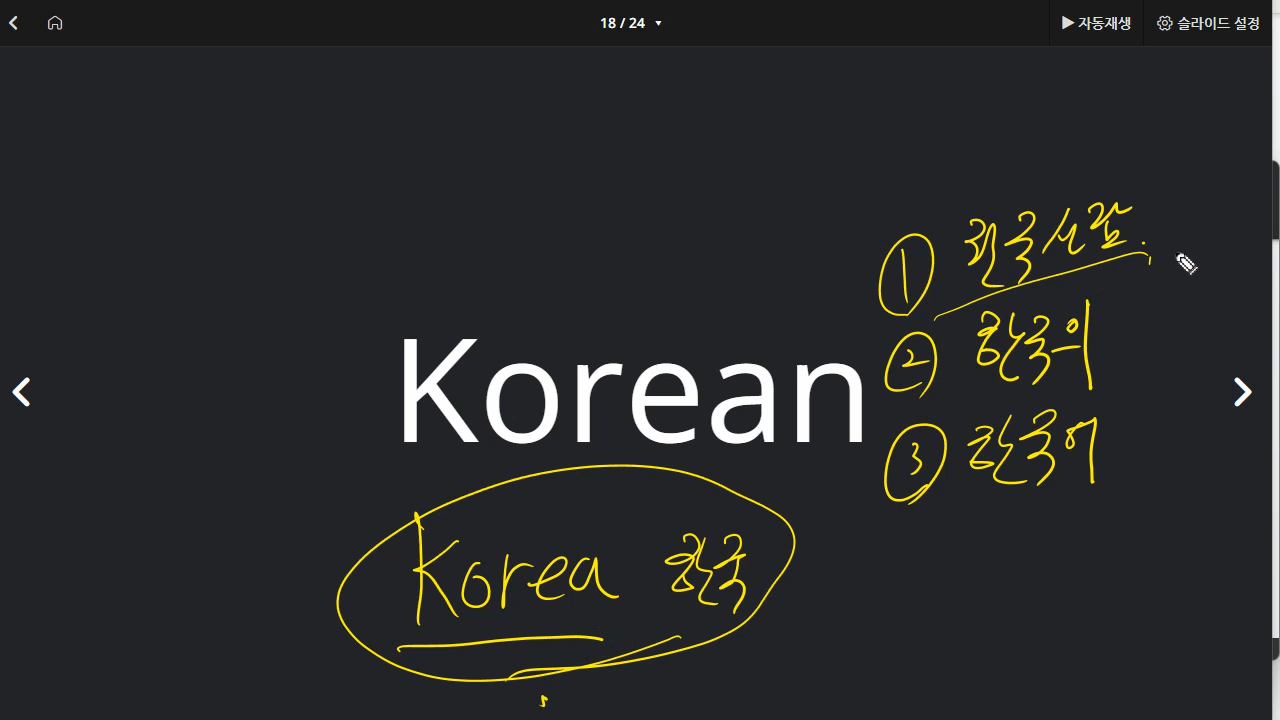 18 / 24
자동재생
슬라이드 설정
Korean
① 한국사람.
② 한국의
③ 한국어
Korea 한국